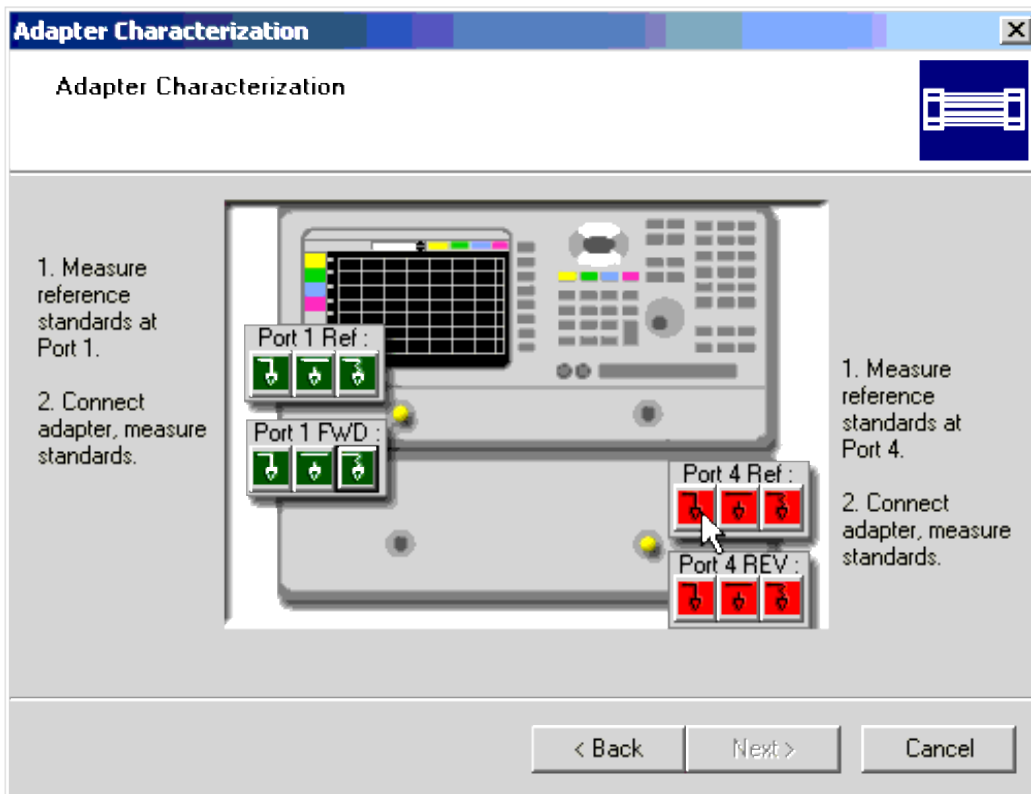 Adapter Characterization
Adapter Characterization
1. Measure
reference
standards at
Port 1.
2. Connect
adapter, measure
standards.
Port 1 Ref :
Port 1 FWD :
1. Measure
reference
standards at
Port 4.
2. Connect
adapter, measure
standards.
Port 4 Ref :
Port 4 REV :
< Back
Next >
Cancel